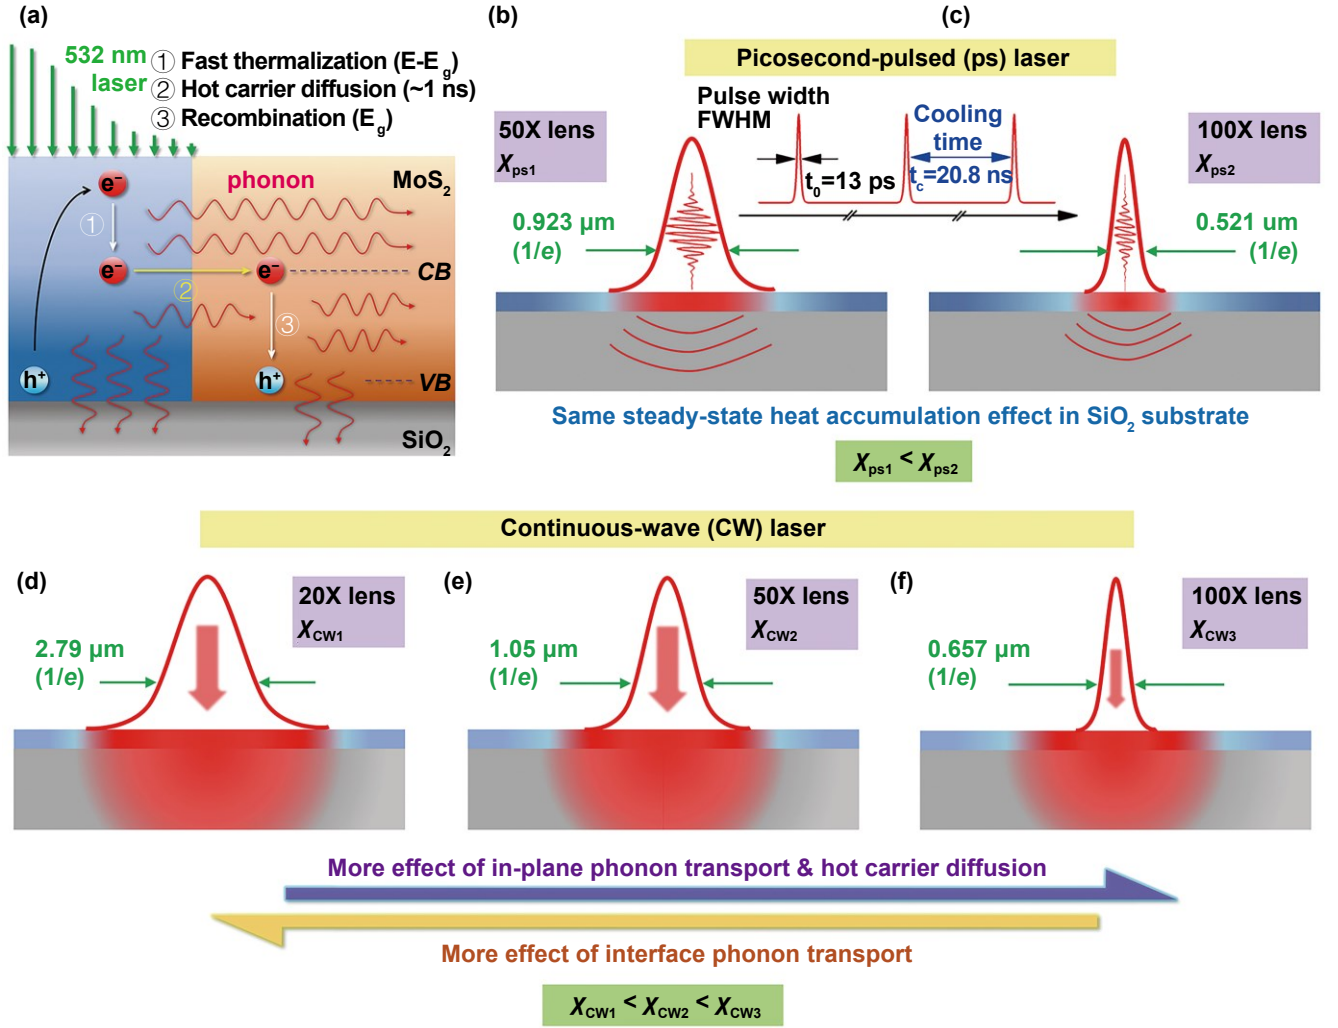 (a)
532 nm
laser
① Fast thermalization (E-Eg)
② Hot carrier diffusion (~1 ns)
③ Recombination (Eg)
phonon
MoS2
e−
①
e−
②
e−
CB
③
h+
h+
VB
SiO2
(b)
(c)
Picosecond-pulsed (ps) laser
50X lens
Xps1
Pulse width
FWHM
Cooling
time
t0=13 ps
tc=20.8 ns
100X lens
Xps2
0.923 µm
(1/e)
0.521 um
(1/e)
Same steady-state heat accumulation effect in SiO2 substrate
Xps1 < Xps2
Continuous-wave (CW) laser
(d)
20X lens
XCW1
2.79 µm
(1/e)
(e)
50X lens
XCW2
1.05 µm
(1/e)
(f)
100X lens
XCW3
0.657 µm
(1/e)
More effect of in-plane phonon transport & hot carrier diffusion
More effect of interface phonon transport
XCW1 < XCW2 < XCW3